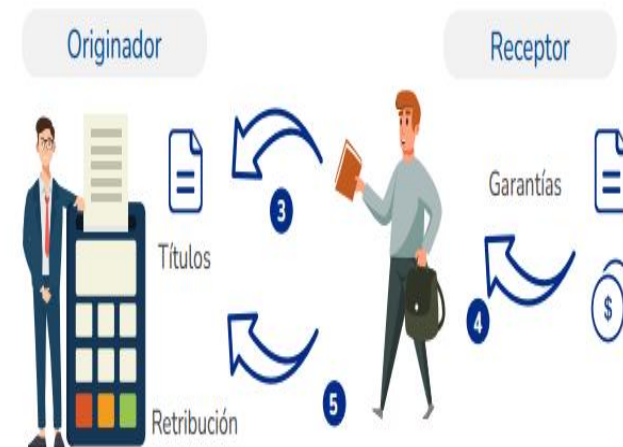 Originador
Receptor
Garantías
3
Títulos
$
4
5
Retribución